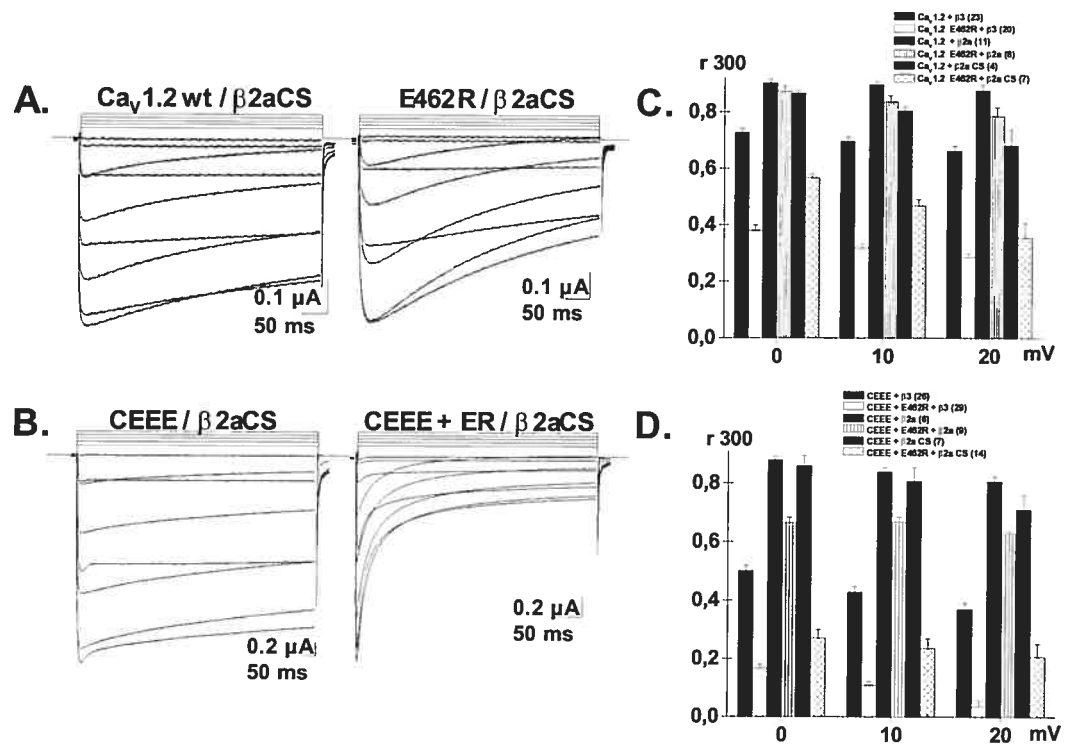 A.
Cav1.2 wt / β2aCS
E462R / β2aCS
0.1 µA
50 ms
0.1 µA
50 ms
B.
CEEE / β2aCS
CEEE + ER / β2aCS
0.2 µA
50 ms
0.2 µA
50 ms
C.
r 300
Cav1.2 + β3 (23)
Cav1.2 E462R + β3 (20)
Cav1.2 + β2a (11)
Cav1.2 E462R + β2a (6)
Cav1.2 + β2a CS (4)
Cav1.2 E462R + β2a CS (7)
0,8
0,6
0,4
0,2
0,0
0
10
20
mV
D.
r 300
CEEE + β3 (26)
CEEE + E462R + β3 (29)
CEEE + β2a (6)
CEEE + E462R + β2a (9)
CEEE + β2a CS (7)
CEEE + E462R + β2a CS (14)
0,8
0,6
0,4
0,2
0,0
0
10
20
mV